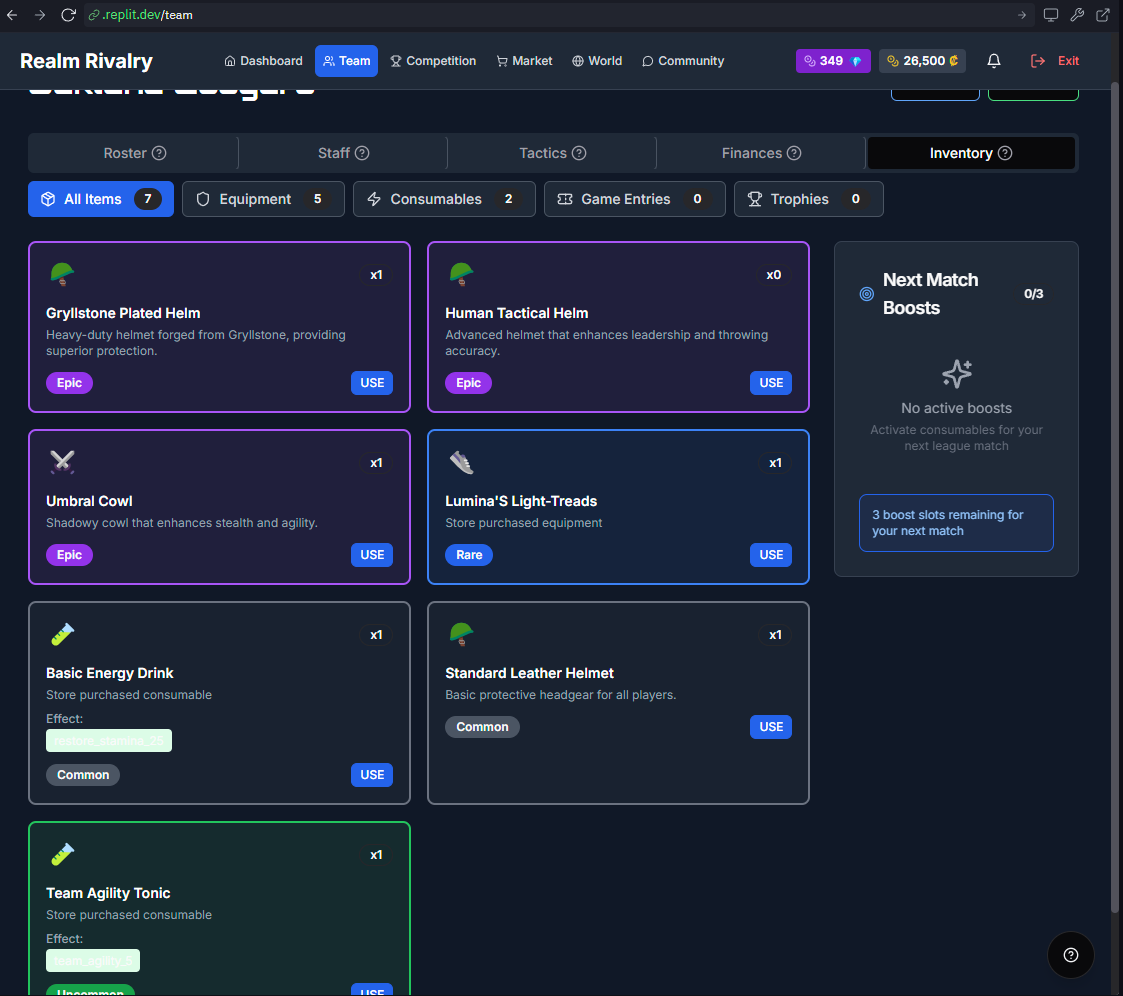 .replit.dev/team
Realm Rivalry
Dashboard
Team
Competition
Market
World
Community
349
26,500 ₡
Exit
Roster
Staff
Tactics
Finances
Inventory
All Items 7
Equipment 5
Consumables 2
Game Entries 0
Trophies 0
x1
Gryllstone Plated Helm
Heavy-duty helmet forged from Gryllstone, providing
superior protection.
Epic
USE
x0
Human Tactical Helm
Advanced helmet that enhances leadership and throwing
accuracy.
Epic
USE
Next Match
Boosts
0/3
No active boosts
Activate consumables for your
next league match
3 boost slots remaining for
your next match
x1
Umbral Cowl
Shadowy cowl that enhances stealth and agility.
Epic
USE
x1
Lumina'S Light-Treads
Store purchased equipment
Rare
USE
x1
Basic Energy Drink
Store purchased consumable
Effect:
restore_stamina_25
Common
USE
x1
Standard Leather Helmet
Basic protective headgear for all players.
Common
USE
x1
Team Agility Tonic
Store purchased consumable
Effect:
team_agility_5
Uncommon
USE